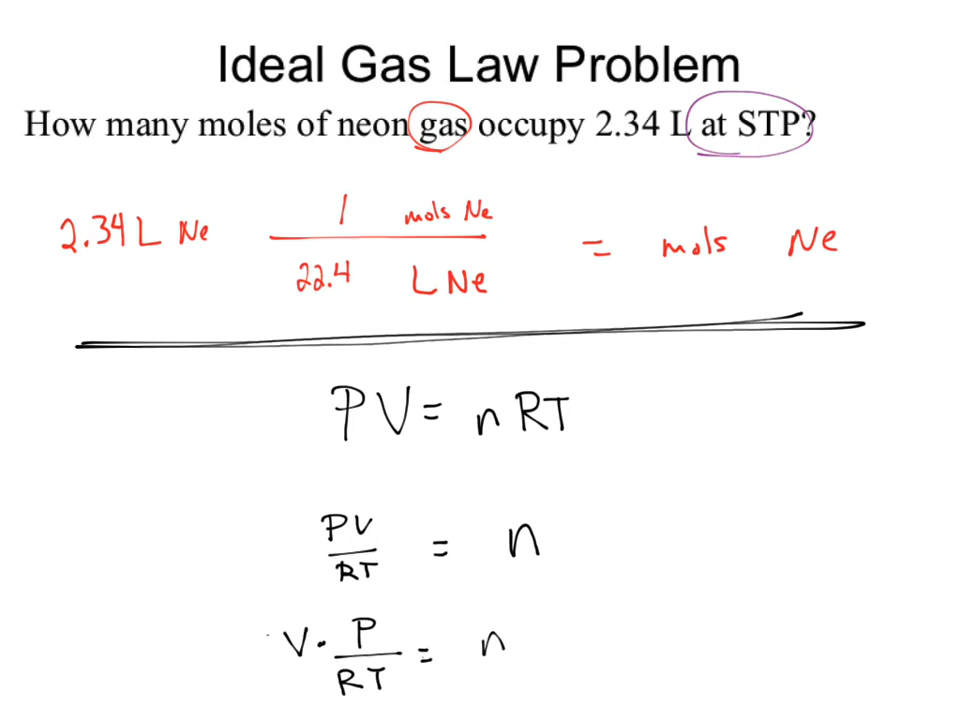 Ideal Gas Law Problem
How many moles of neon gas occupy 2.34 L at STP?
2.34 L Ne 1 mols Ne / 22.4 L Ne = mols Ne
PV = nRT
PV / RT = n
V · P / RT = n